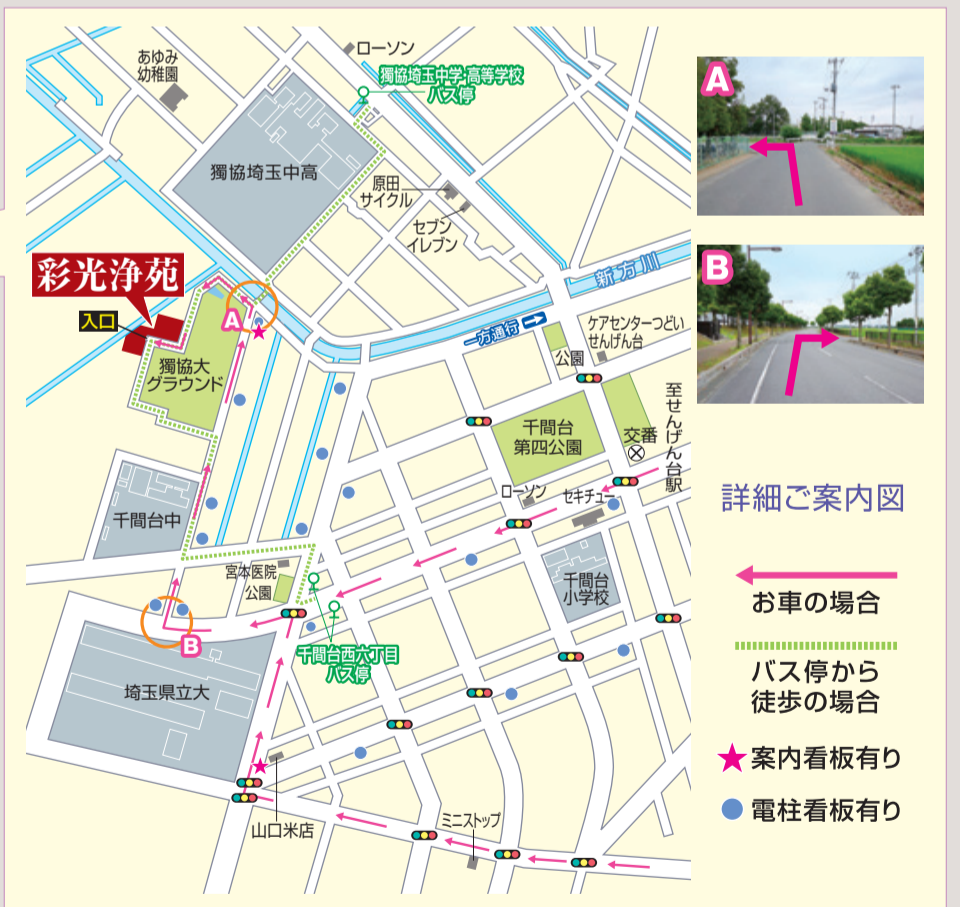 ローソン
あゆみ
幼稚園
獨協埼玉中学・高等学校
バス停
獨協埼玉中高
原田
サイクル
セブン
イレブン
新方川
彩光浄苑
入口
A
一方通行
ケアセンターつどい
せんげん台
公園
獨協大
グラウンド
千間台
第四公園
交番
至せんげん台駅
ローソン
セキチュー
千間台中
宮本医院
公園
千間台
小学校
B
千間台西六丁目
バス停
埼玉県立大
山口米店
ミニストップ
A
B
詳細ご案内図
お車の場合
バス停から
徒歩の場合
案内看板有り
電柱看板有り